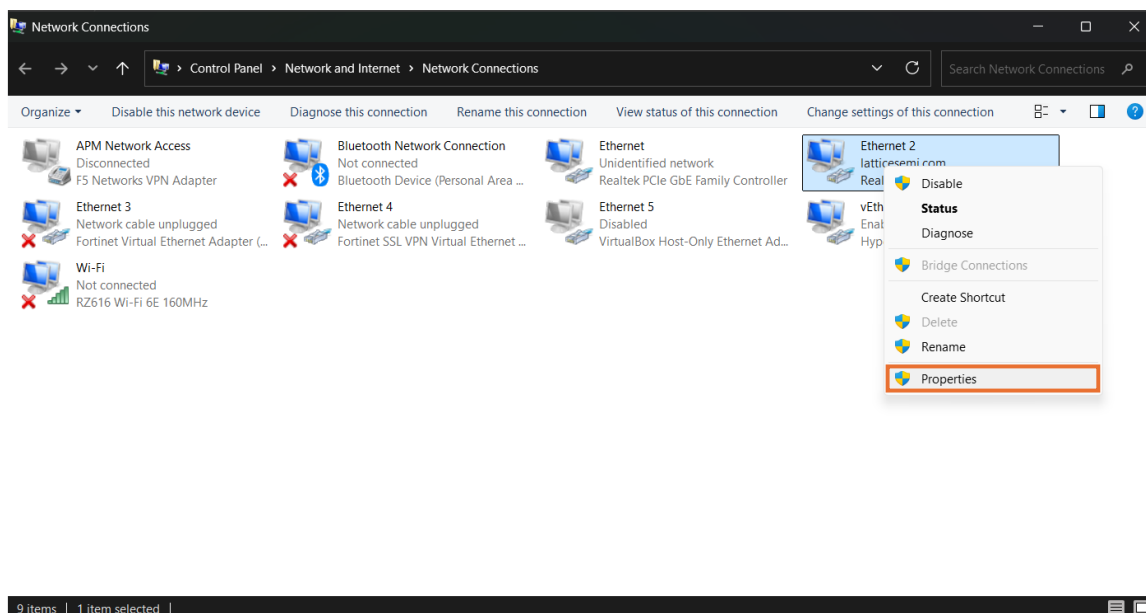 Network Connections
Control Panel > Network and Internet > Network Connections
Search Network Connections
Organize Disable this network device Diagnose this connection Rename this connection View status of this connection Change settings of this connection
APM Network Access
Disconnected
F5 Networks VPN Adapter
Bluetooth Network Connection
Not connected
Bluetooth Device (Personal Area ...
Ethernet
Unidentified network
Realtek PCIe GbE Family Controller
Ethernet 2
latticesemi.com
Real
Ethernet 3
Network cable unplugged
Fortinet Virtual Ethernet Adapter (...
Ethernet 4
Network cable unplugged
Fortinet SSL VPN Virtual Ethernet ...
Ethernet 5
Disabled
VirtualBox Host-Only Ethernet Ad...
vEth
Enab
Hyp
Wi-Fi
Not connected
RZ616 Wi-Fi 6E 160MHz
Disable
Status
Diagnose
Bridge Connections
Create Shortcut
Delete
Rename
Properties
9 items | 1 item selected |